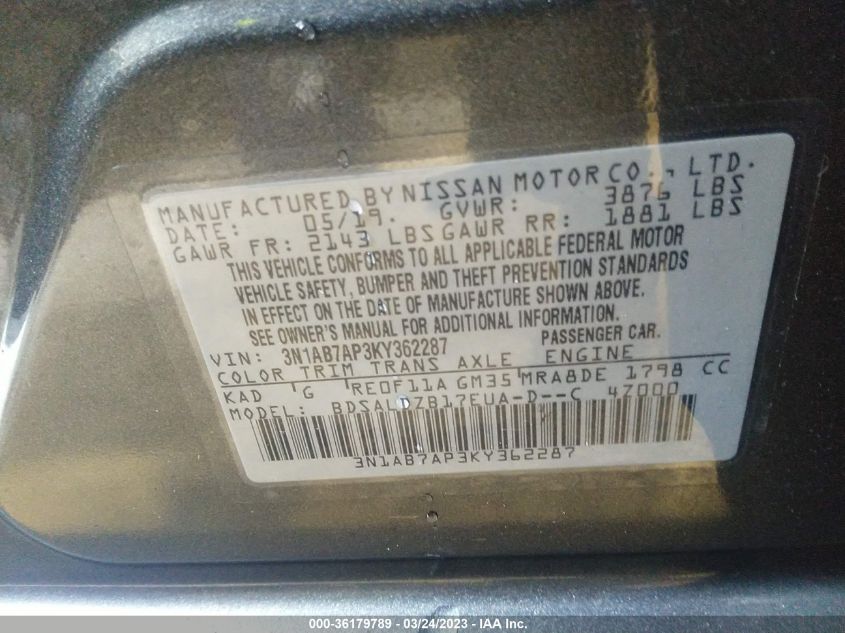 MANUFACTURED BY NISSAN MOTOR CO., LTD.
DATE: 05/19. GVWR: 3876 LBS
GAWR FR: 2143 LBS GAWR RR: 1881 LBS
THIS VEHICLE CONFORMS TO ALL APPLICABLE FEDERAL MOTOR
VEHICLE SAFETY, BUMPER AND THEFT PREVENTION STANDARDS
IN EFFECT ON THE DATE OF MANUFACTURE SHOWN ABOVE.
SEE OWNER'S MANUAL FOR ADDITIONAL INFORMATION.
VIN: 3N1AB7AP3KY362287 PASSENGER CAR.
COLOR TRIM TRANS AXLE ENGINE
KAD G RE0F11A GM35 MRA8DE 1798 CC
MODEL: BDSALDZB17EUA-D--C 4Z000
3N1AB7AP3KY362287
000-36179789 - 03/24/2023 - IAA Inc.